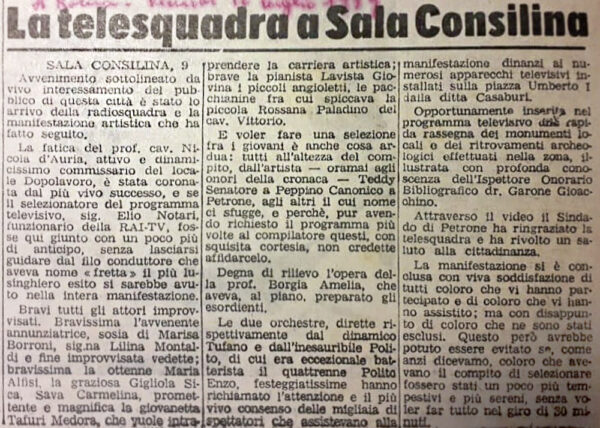 La telesquadra a Sala Consilina
SALA CONSILINA, 9
Avvenimento sottolineato da
vivo interessamento del pub-
blico di questa città è stato lo
arrivo della radiosquadra e la
manifestazione artistica che ha
fatto seguito.
La fatica del prof. cav. Ni-
cola d'Auria, attivo e dinami-
cissimo commissario del loca-
le Dopolavoro, è stata corona-
ta dal più vivo successo, e se
il selezionatore del programma
televisivo, sig. Elio Notari,
funzionario della RAI-TV, fos-
se giunto con un poco più
di anticipo, senza lasciarsi
guidare dal filo conduttore che
aveva nome «fretta» il più lu-
singhiero esito si sarebbe avu-
to nella intera manifestazione.
Bravi tutti gli attori improv-
visati. Bravissima l'avvenente
annunziatrice, sosia di Marisa
Borroni, signa Lilina Montal-
di e fine improvvisata vedette;
bravissima la ottenne Maria
Alfisi, la graziosa Gigliola Si-
ca, Sava Carmelina, promet-
tente e magnifica la giovanetta
Tafuri Medora, che vuole intra-
prendere la carriera artistica;
brave la pianista Lavista Gio-
vina i piccoli angioletti, le pac-
chianine fra cui spiccava la
piccola Rossana Paladino del
cav. Vittorio.
E voler fare una selezione
fra i giovani è anche cosa ar-
dua: tutti all'altezza del com-
pito, dall'artista — orumai agli
onori della cronaca — Teddy
Senatore a Peppino Canonico a
Petrone, agli altri il cui nome
ci sfugge, e perchè, pur aven-
do richiesto il programma più
volte al compilatore questi, con
squisita cortesia, non credette
affidarcelo.
Degna di rilievo l'opera del-
la prof. Borgia Amelia, che
aveva, al piano, preparato gli
esordienti.
Le due orchestre, dirette ri-
spettivamente dal dinamico
Tufano e dall'inesauribile Poli-
to, di cui era eccezionale bat-
terista il quattrenne Polito
Enzo, festeggiatissime hanno
richiamato l'attenzione e il più
vivo consenso delle migliaia di
spettatori che assistevano alla
manifestazione dinanzi ai nu-
merosi apparecchi televisivi in-
stallati sulla piazza Umberto I
dalla ditta Casaburi.
Opportunamente inserita nel
programma televisivo una rapi-
da rassegna dei monumenti lo-
cali e dei ritrovamenti archeo-
logici effettuati nella zona, il-
lustrata con profonda cono-
scenza dell'Ispettore Onorario
Bibliografico dr. Garone Gioa-
chino.
Attraverso il video il Sinda-
do di Petrone ha ringraziato la
telesquadra e ha rivolto un sa-
luto alla cittadinanza.
La manifestazione si è con-
clusa con viva soddisfazione di
tutti coloro che vi hanno par-
tecipato e di coloro che vi han-
no assistito; ma con disappun-
to di coloro che ne sono stati
esclusi. Questo però avrebbe
potuto essere evitato se, come
anzi dicevamo, coloro che ave-
vano il compito di selezionare
fossero stati un poco più tem-
pestivi e più sereni, senza vo-
ler far tutto nel giro di 30 mi-
nuti!